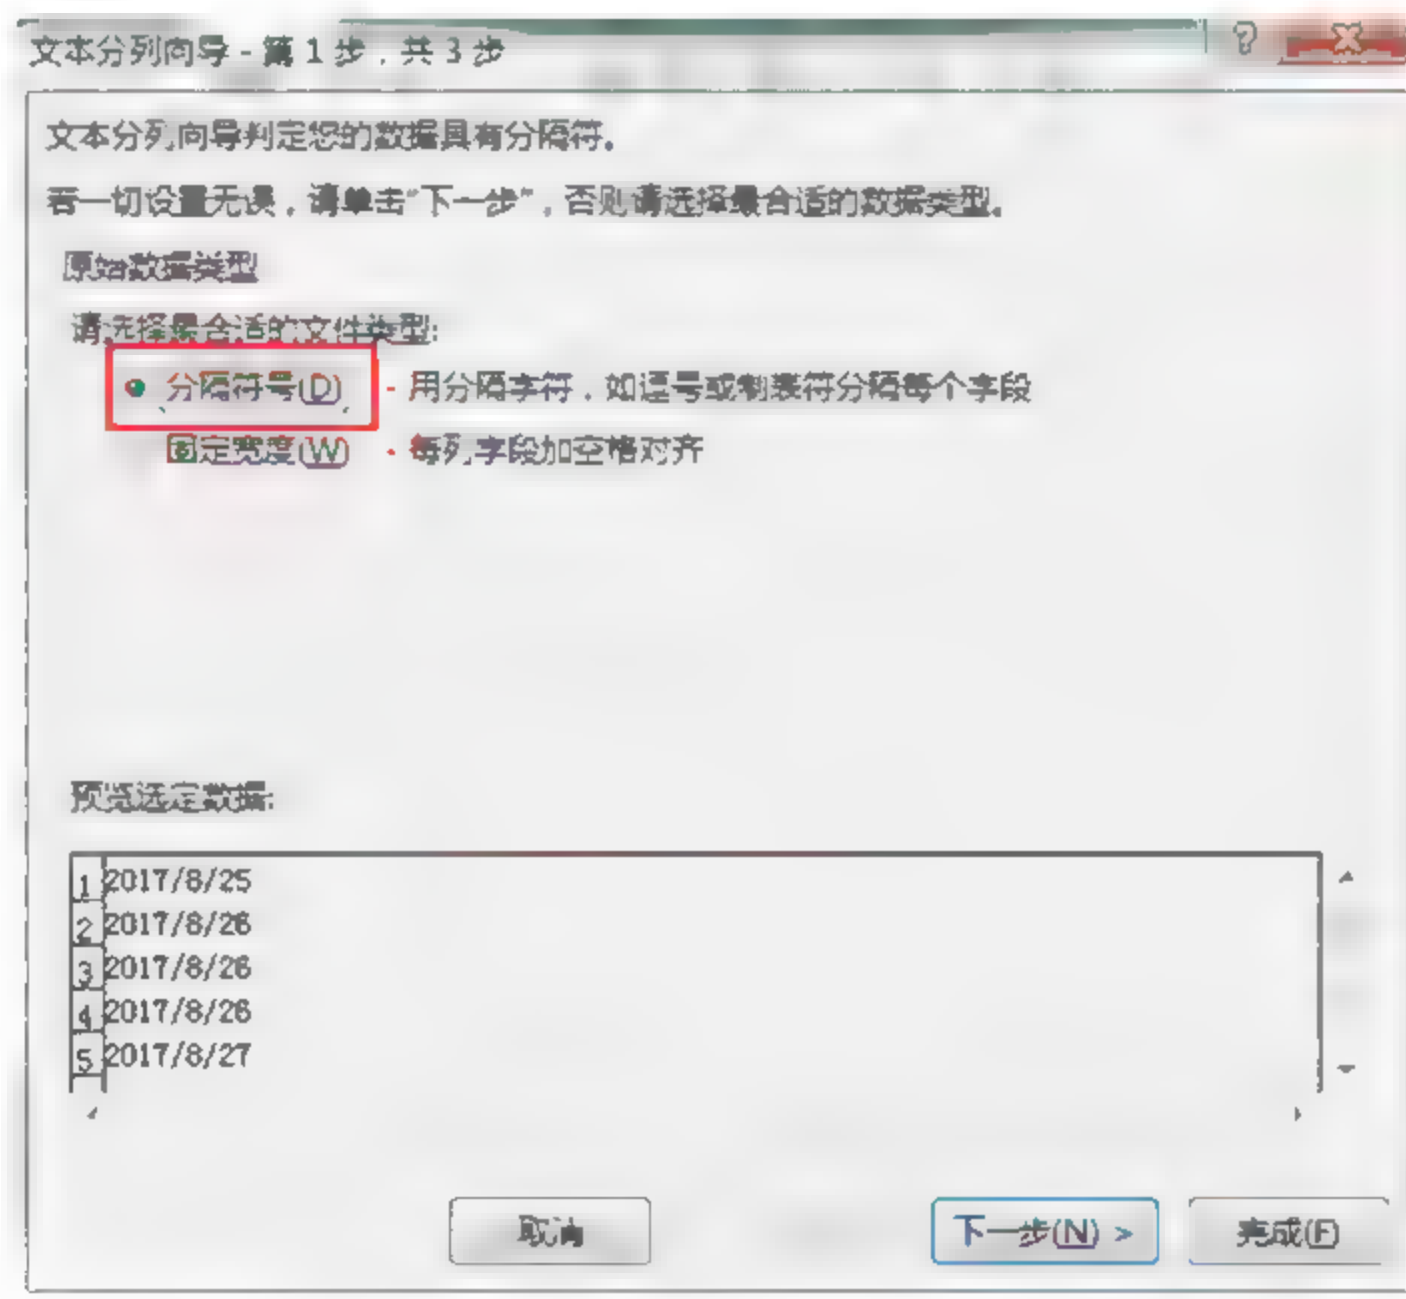 文本分列向导 - 第 1 步，共 3 步
文本分列向导判定您的数据具有分隔符。
若一切设置无误，请单击“下一步”，否则请选择最合适的数据类型。
原始数据类型
请选择最合适的文件类型:
分隔符号(D) - 用分隔字符，如逗号或制表符分隔每个字段
固定宽度(W) - 每列字段加空格对齐
预览选定数据:
1 2017/8/25
2 2017/8/26
3 2017/8/26
4 2017/8/26
5 2017/8/27
取消 下一步(N) > 完成(F)